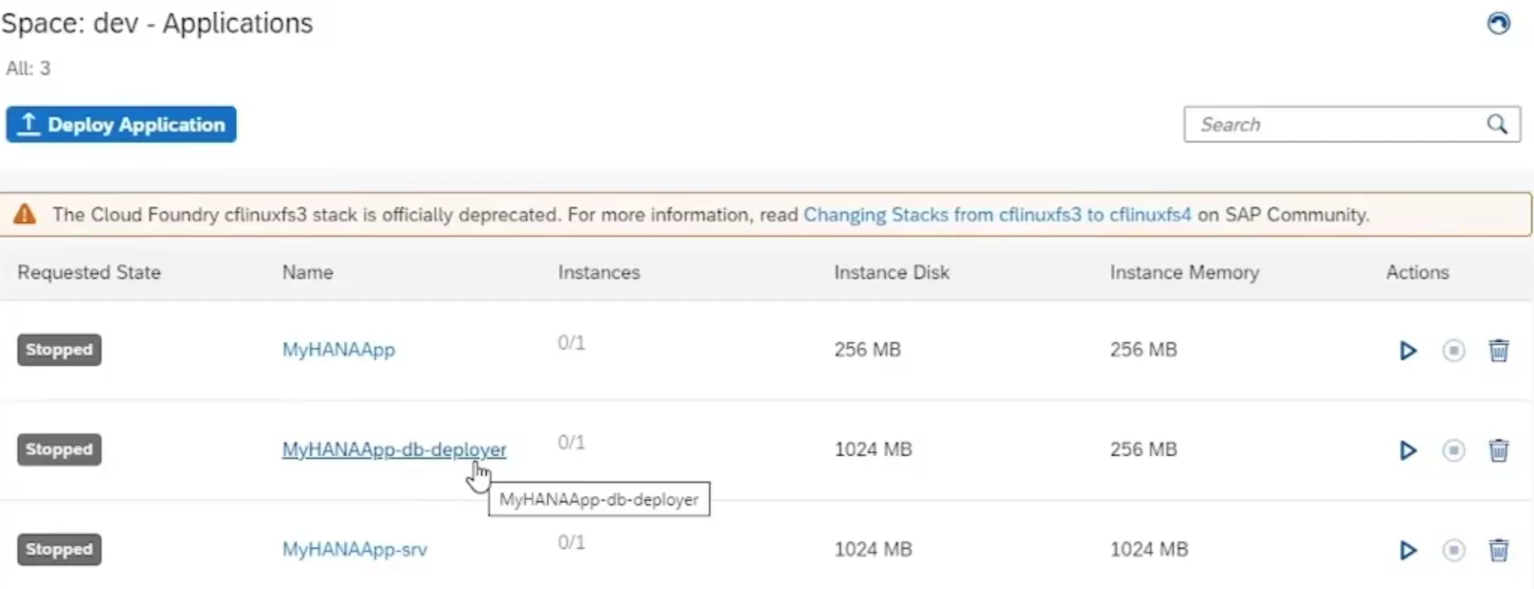 Space: dev - Applications
All: 3
Deploy Application
Search
The Cloud Foundry cflinuxfs3 stack is officially deprecated. For more information, read Changing Stacks from cflinuxfs3 to cflinuxfs4 on SAP Community.
Requested State Name Instances Instance Disk Instance Memory Actions
Stopped MyHANAApp 0/1 256 MB 256 MB
Stopped MyHANAApp-db-deployer 0/1 1024 MB 256 MB
MyHANAApp-db-deployer
Stopped MyHANAApp-srv 0/1 1024 MB 1024 MB